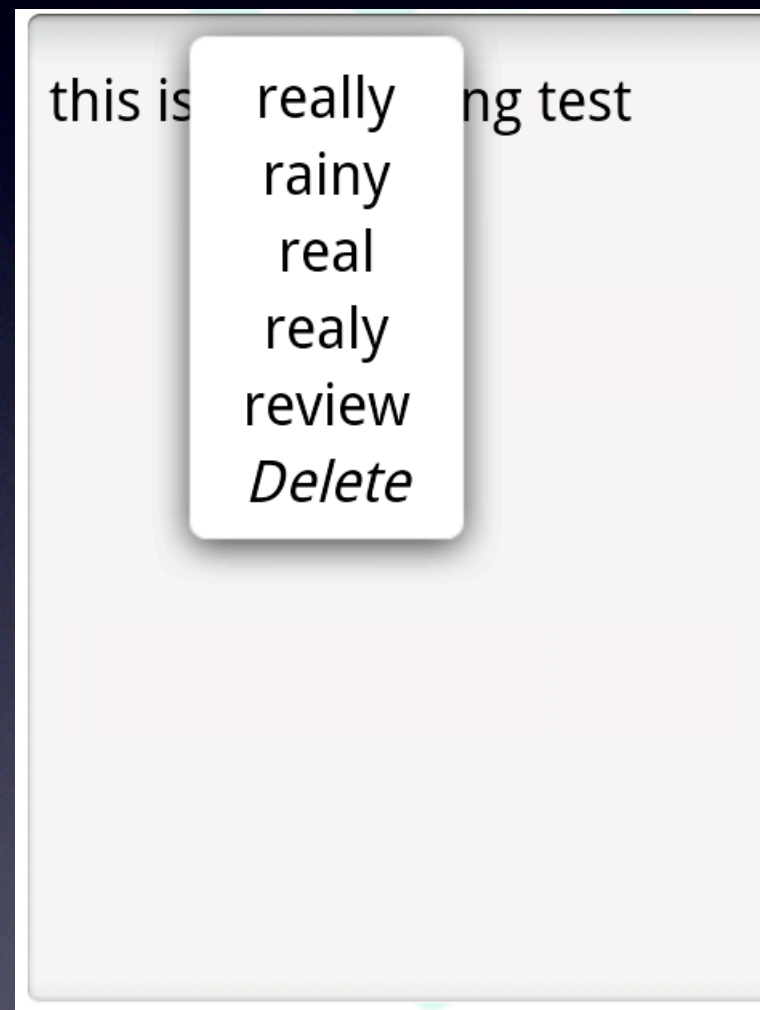 this is really ng test
rainy
real
realy
review
Delete